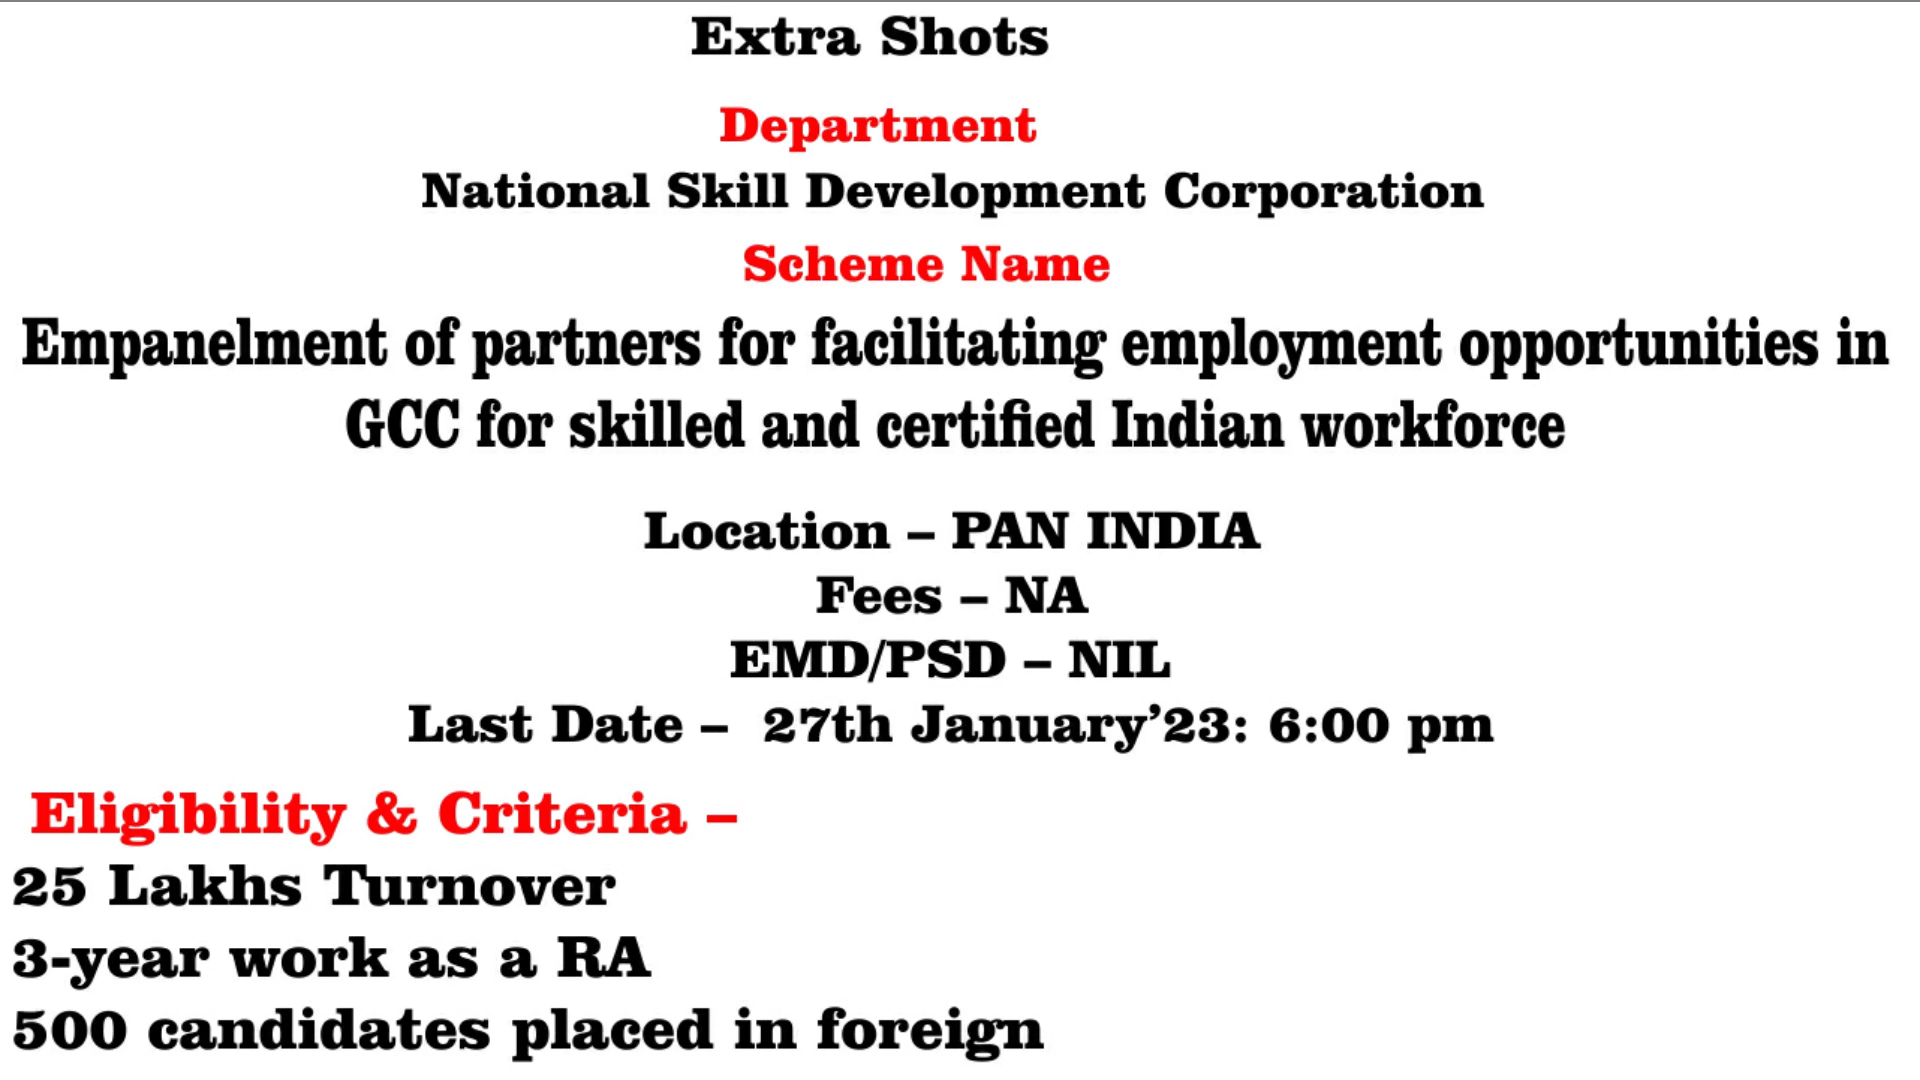 Extra Shots
Department
National Skill Development Corporation
Scheme Name
Empanelment of partners for facilitating employment opportunities in
GCC for skilled and certified Indian workforce
Location – PAN INDIA
Fees – NA
EMD/PSD – NIL
Last Date –  27th January’23: 6:00 pm
Eligibility & Criteria –
25 Lakhs Turnover
3-year work as a RA
500 candidates placed in foreign